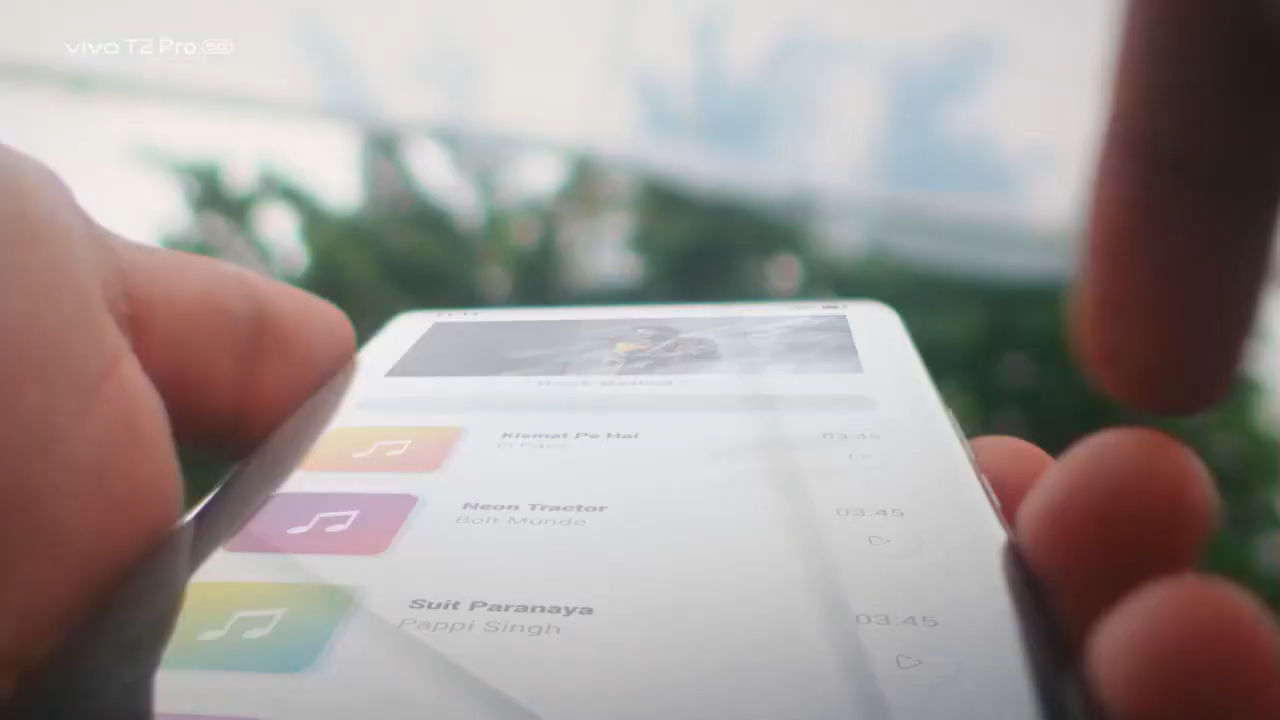 vivo T2 Pro 5G
Kismat Pe Hai
03:45
Neon Tractor
03:45
Bolt Munde
Suit Paranaya
03:45
Pappi Singh